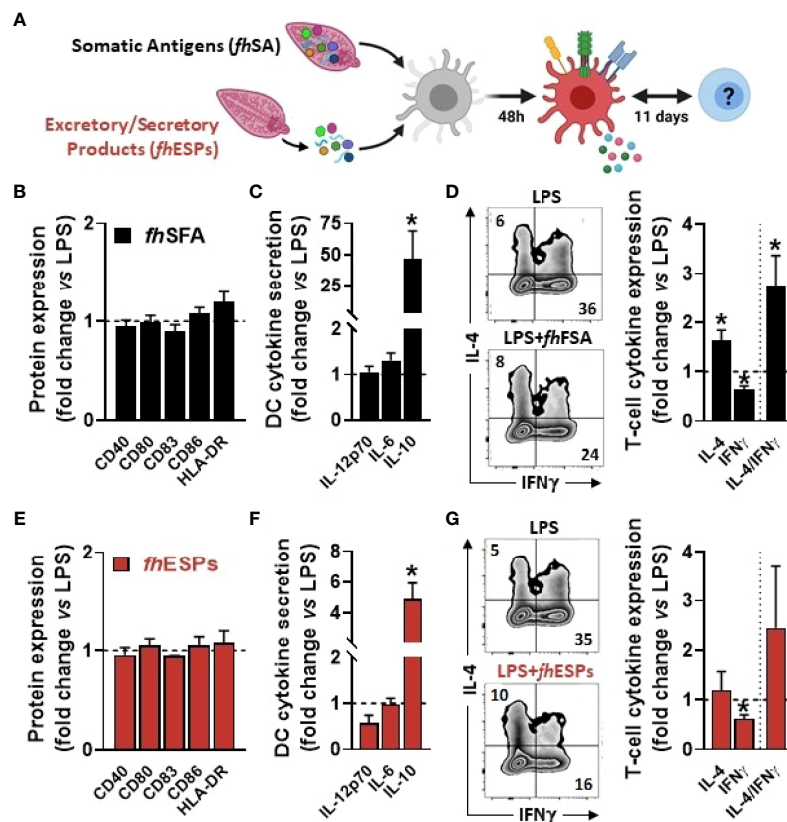 A
Somatic Antigens (fhSA)
Excretory/Secretory
Products (fhESPs)
48h
11 days
?
B
Protein expression
(fold change vs LPS)
2
1
0
fhSFA
CD40
CD80
CD83
CD86
HLA-DR
C
DC cytokine secretion
(fold change vs LPS)
75
50
25
2
1
0
*
IL-12p70
IL-6
IL-10
D
LPS
6
36
LPS+fhFSA
8
24
IL-4
IFNγ
T-cell cytokine expression
(fold change vs LPS)
4
3
2
1
0
*
*
*
IL-4
IFNγ
IL-4/IFNγ
E
Protein expression
(fold change vs LPS)
2
1
0
fhESPs
CD40
CD80
CD83
CD86
HLA-DR
F
DC cytokine secretion
(fold change vs LPS)
8
6
4
2
1
0
*
IL-12p70
IL-6
IL-10
G
LPS
5
35
LPS+fhESPs
10
16
IL-4
IFNγ
T-cell cytokine expression
(fold change vs LPS)
4
3
2
1
0
*
IL-4
IFNγ
IL-4/IFNγ